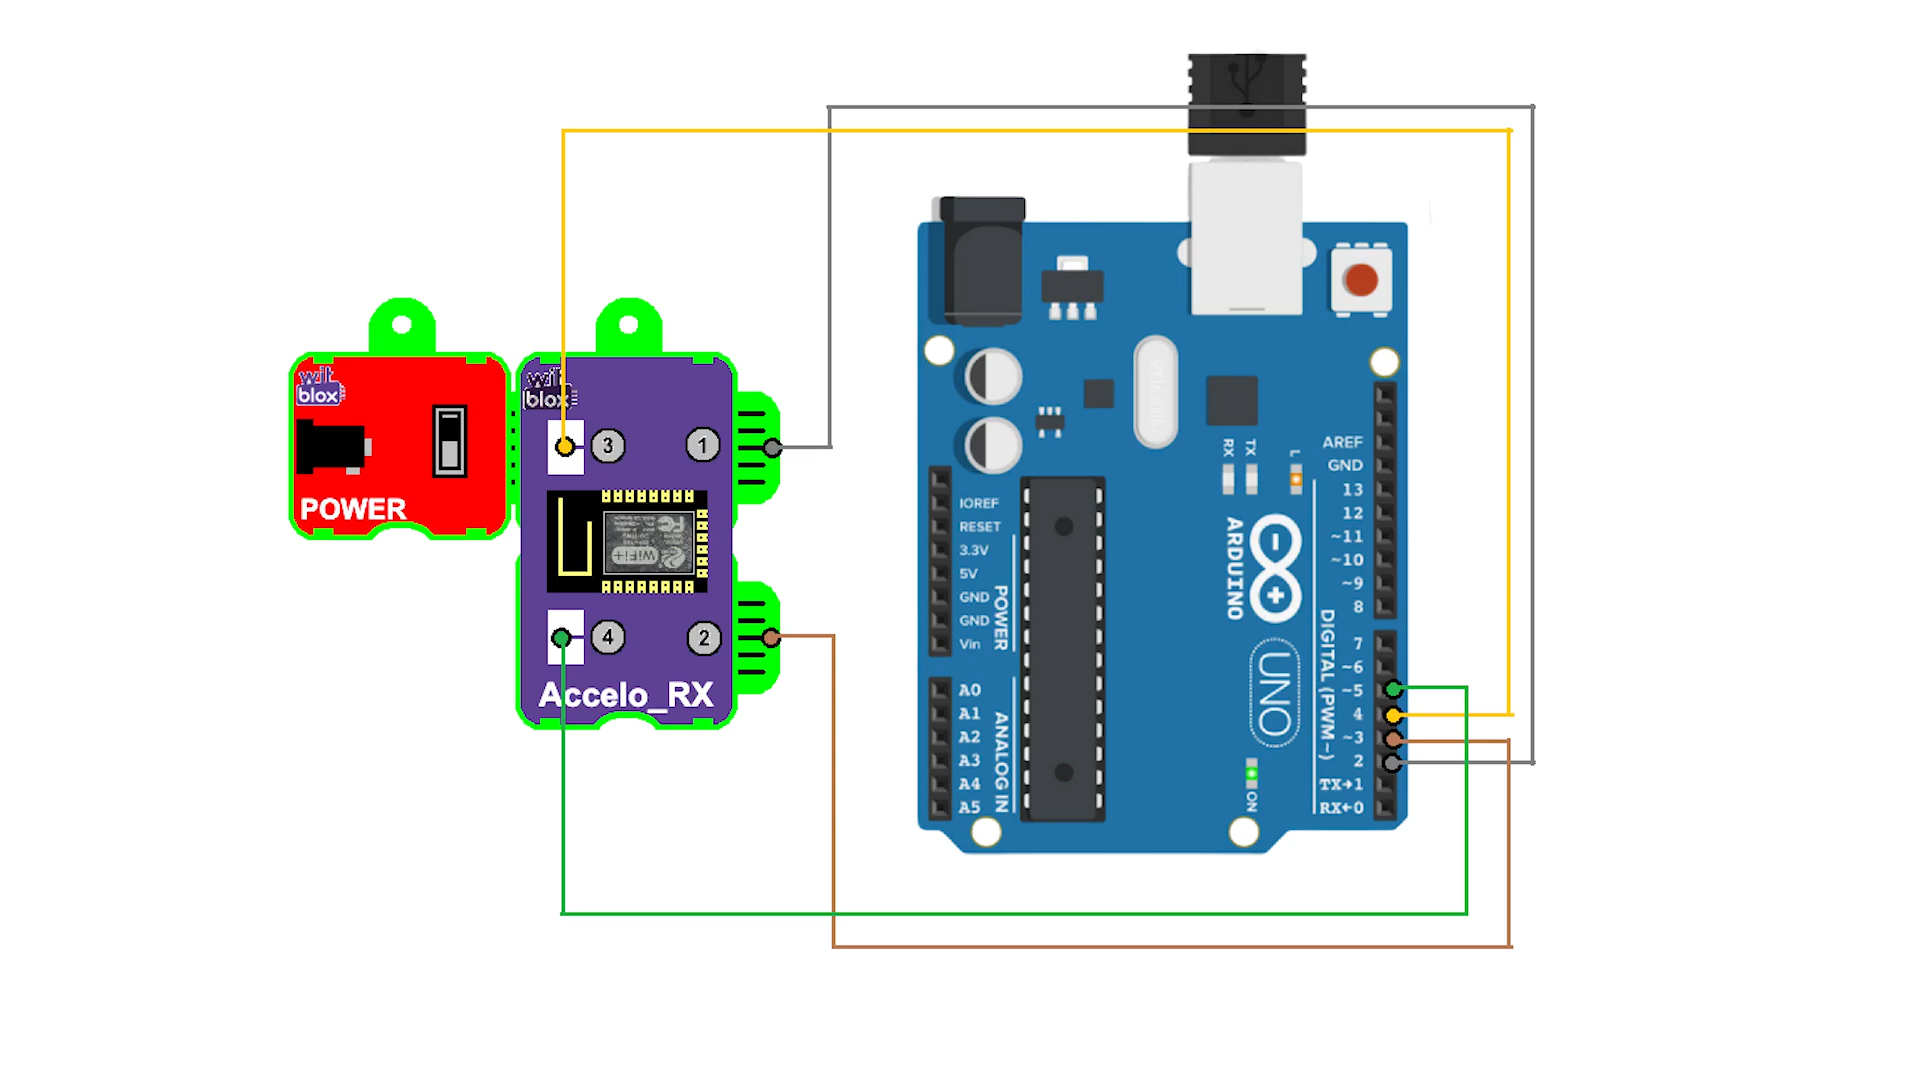 wit
blox
POWER
wit
blox
3
1
WiFi+
4
2
Accelo_RX
RX
TX
L
AREF
GND
13
12
~11
~10
~9
8
7
~6
~5
4
~3
2
TX→1
RX←0
DIGITAL (PWM~)
IOREF
RESET
3.3V
5V
GND
GND
Vin
POWER
A0
A1
A2
A3
A4
A5
ANALOG IN
ARDUINO
UNO
ON